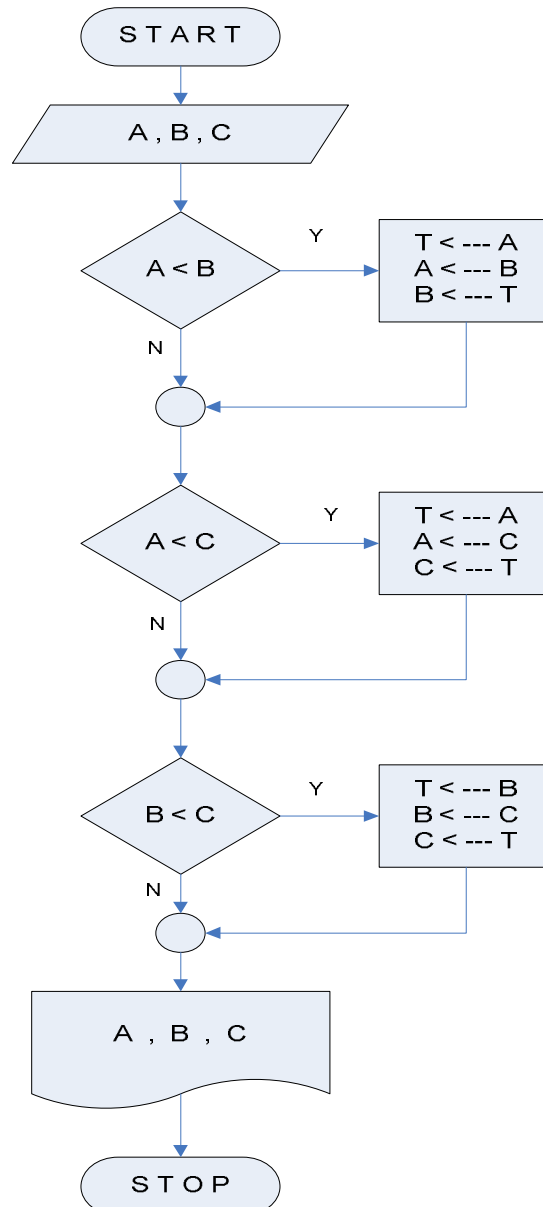 START
A , B , C
A < B
Y
T < --- A
A < --- B
B < --- T
N
A < C
Y
T < --- A
A < --- C
C < --- T
N
B < C
Y
T < --- B
B < --- C
C < --- T
N
A , B , C
STOP